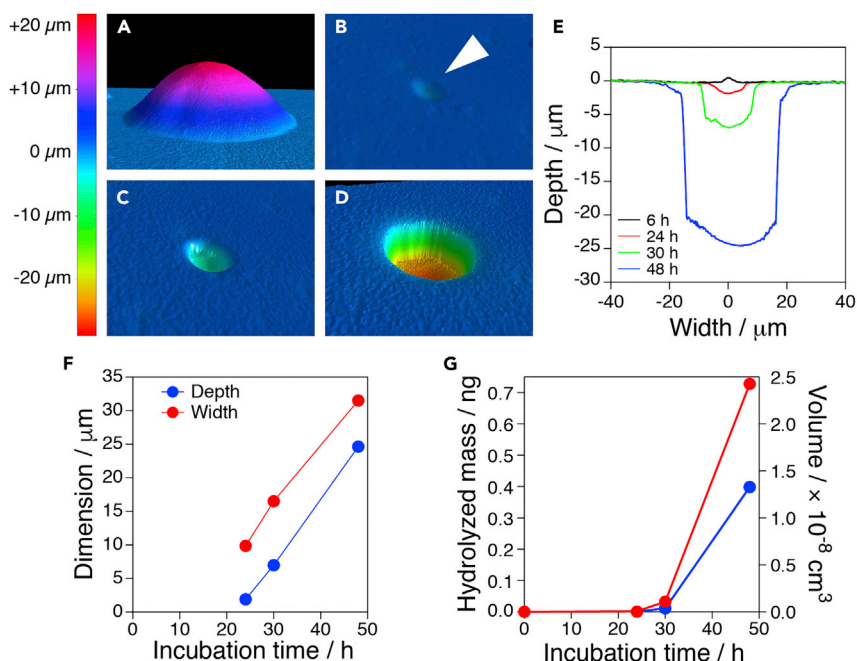 +20 µm
+10 µm
0 µm
-10 µm
-20 µm
A
B
C
D
E
5
0
-5
-10
-15
-20
-25
-30
Depth / µm
6 h
24 h
30 h
48 h
-40
-20
0
20
40
Width / µm
F
35
30
25
20
15
10
5
0
Dimension / µm
Depth
Width
0
10
20
30
40
50
Incubation time / h
G
0.7
0.6
0.5
0.4
0.3
0.2
0.1
0.0
Hydrolyzed mass / ng
2.5
2.0
1.5
1.0
0.5
0.0
Volume / × 10-8 cm3
0
10
20
30
40
50
Incubation time / h